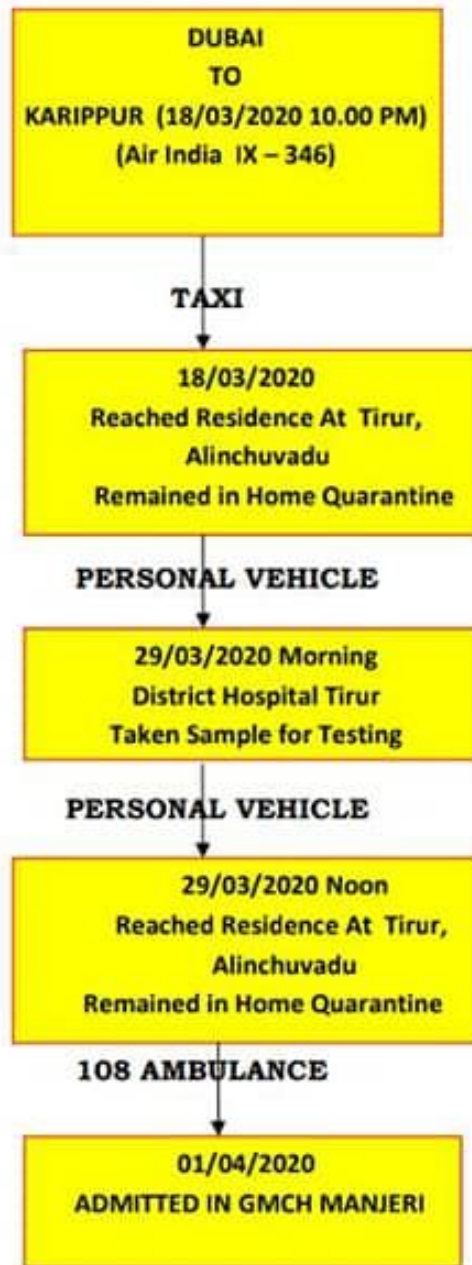 DUBAI
TO
KARIPPUR (18/03/2020 10.00 PM)
(Air India IX – 346)
TAXI
18/03/2020
Reached Residence At Tirur,
Alinchuvadu
Remained in Home Quarantine
PERSONAL VEHICLE
29/03/2020 Morning
District Hospital Tirur
Taken Sample for Testing
PERSONAL VEHICLE
29/03/2020 Noon
Reached Residence At Tirur,
Alinchuvadu
Remained in Home Quarantine
108 AMBULANCE
01/04/2020
ADMITTED IN GMCH MANJERI